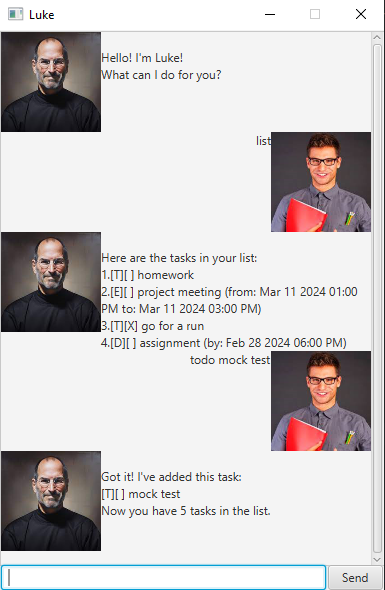 Luke
Hello! I'm Luke!
What can I do for you?
list
Here are the tasks in your list:
1.[T][ ] homework
2.[E][ ] project meeting (from: Mar 11 2024 01:00
PM to: Mar 11 2024 03:00 PM)
3.[T][X] go for a run
4.[D][ ] assignment (by: Feb 28 2024 06:00 PM)
todo mock test
Got it! I've added this task:
[T][ ] mock test
Now you have 5 tasks in the list.
Send